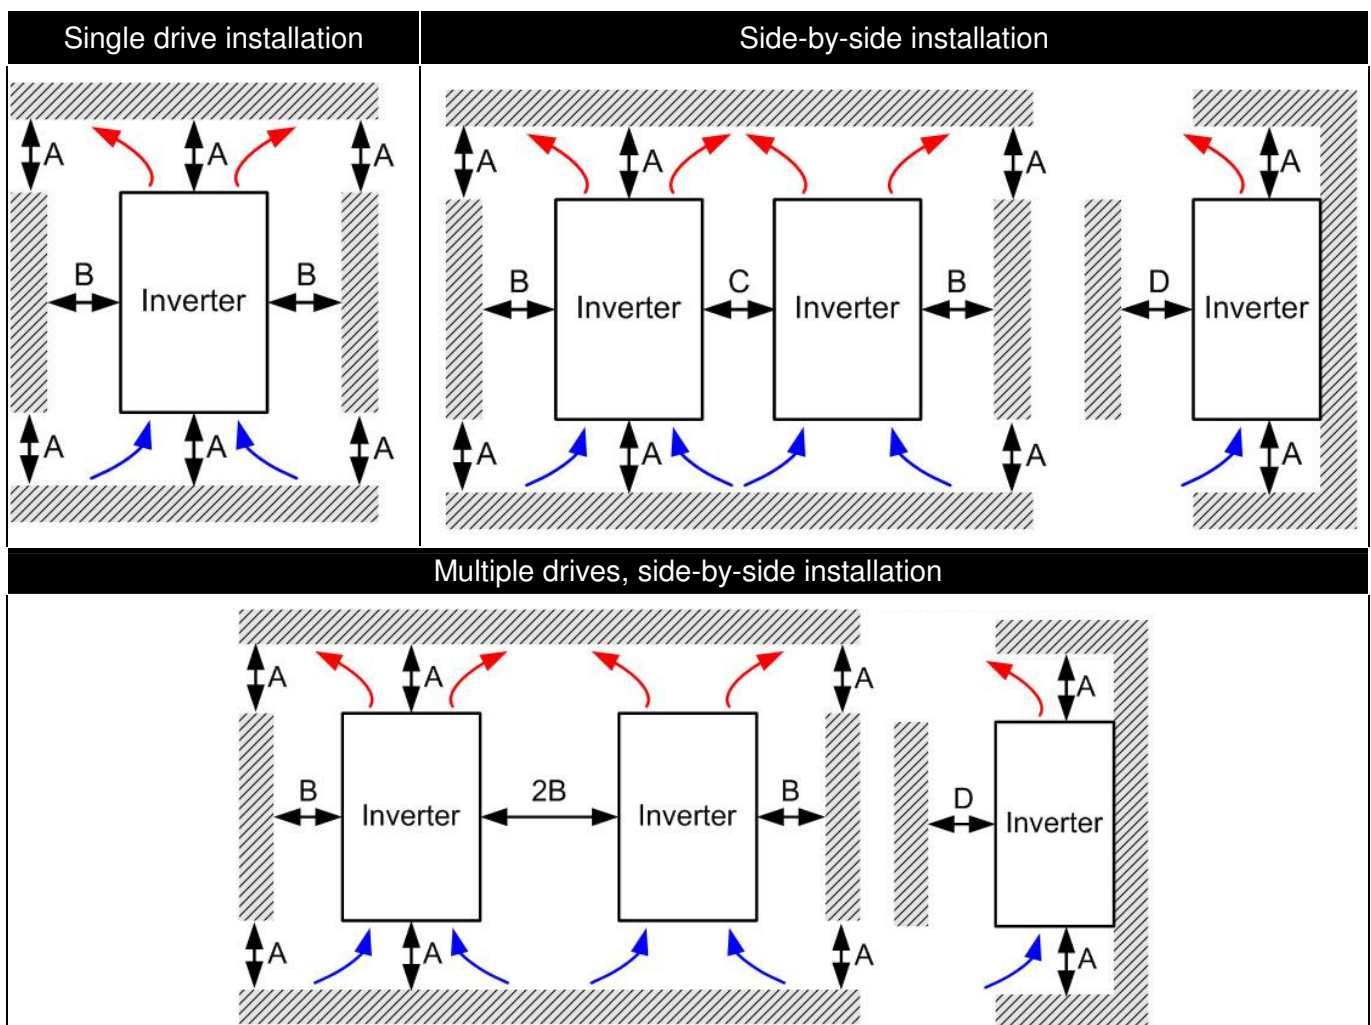 Single drive installation
Side-by-side installation
A A A
B B
Inverter
A A A
A A A A
B C B D
Inverter Inverter Inverter
A A A A
Multiple drives, side-by-side installation
A A A A
B 2B B D
Inverter Inverter Inverter
A A A A